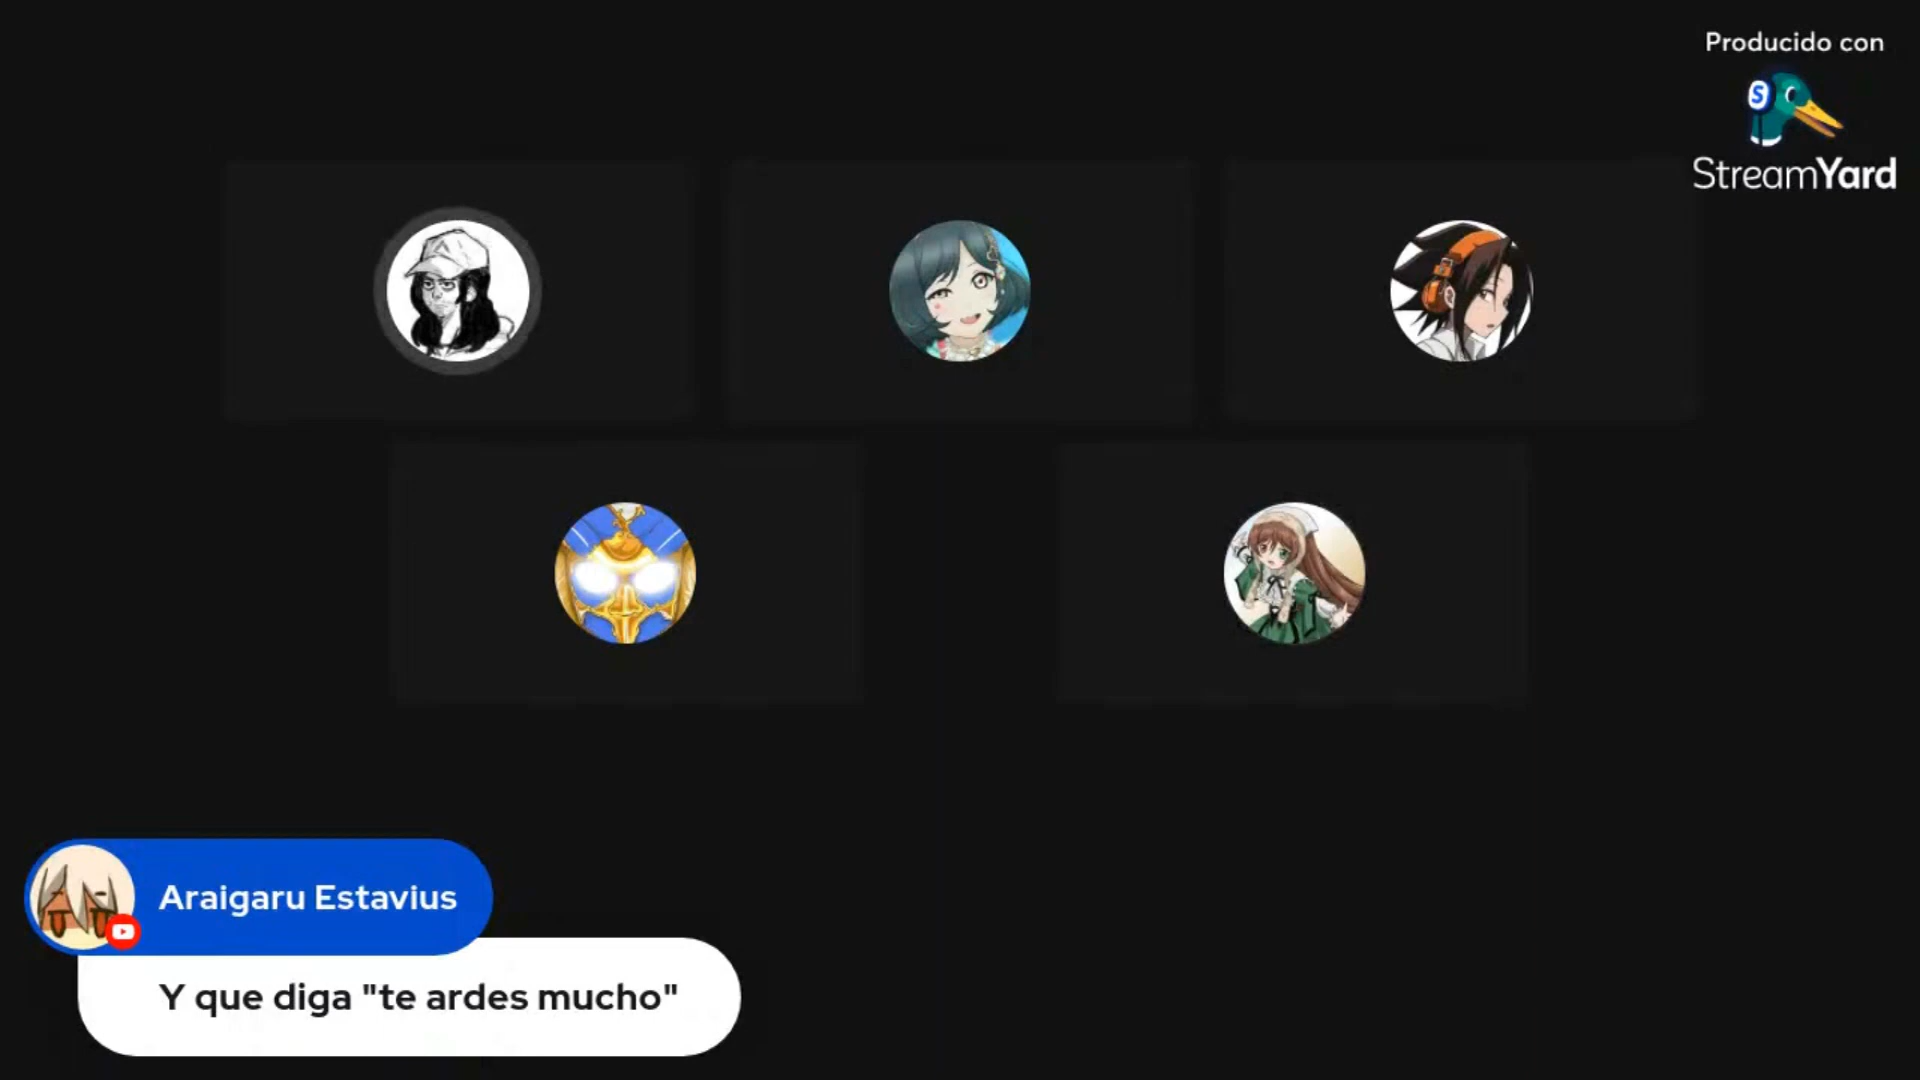 Producido con
StreamYard
Araigaru Estavius
Y que diga "te ardes mucho"